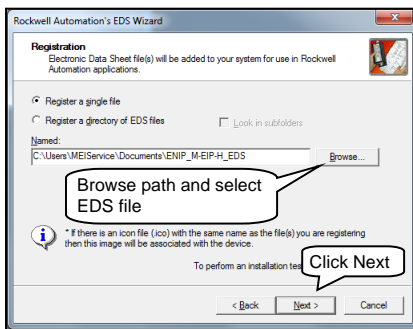 Rockwell Automation's EDS Wizard
Registration
Electronic Data Sheet file(s) will be added to your system for use in Rockwell
Automation applications.
Register a single file
Register a directory of EDS files
Look in subfolders
Named:
C:\Users\MEIService\Documents\ENIP_M-EIP-H_EDS
Browse...
Browse path and select
EDS file
* If there is an icon file (.ico) with the same name as the file(s) you are registering
then this image will be associated with the device.
To perform an installation tes
Click Next
< Back
Next >
Cancel